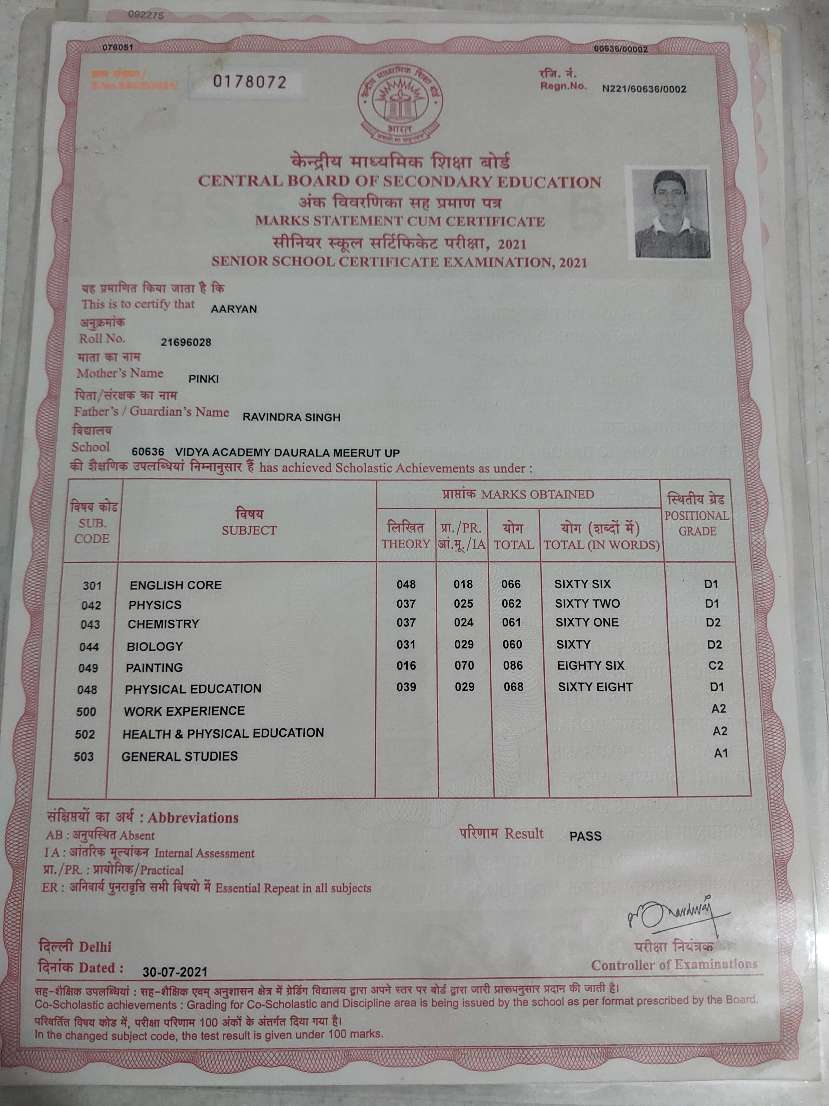 092275
076051
60636/00002
0178072
रजि. नं.
Regn.No. N221/60636/0002
भारत
केन्द्रीय माध्यमिक शिक्षा बोर्ड
CENTRAL BOARD OF SECONDARY EDUCATION
अंक विवरणिका सह प्रमाण पत्र
MARKS STATEMENT CUM CERTIFICATE
सीनियर स्कूल सर्टिफिकेट परीक्षा, 2021
SENIOR SCHOOL CERTIFICATE EXAMINATION, 2021
यह प्रमाणित किया जाता है कि
This is to certify that AARYAN
अनुक्रमांक
Roll No. 21696028
माता का नाम
Mother's Name PINKI
पिता/संरक्षक का नाम
Father's / Guardian's Name RAVINDRA SINGH
विद्यालय
School 60636 VIDYA ACADEMY DAURALA MEERUT UP
की शैक्षणिक उपलब्धियां निम्नानुसार हैं has achieved Scholastic Achievements as under :
विषय कोड SUB. CODE
विषय SUBJECT
प्राप्तांक MARKS OBTAINED
लिखित THEORY
प्रा./PR. आं.मू./IA
योग TOTAL
योग (शब्दों में) TOTAL (IN WORDS)
स्थितीय ग्रेड POSITIONAL GRADE
301 ENGLISH CORE 048 018 066 SIXTY SIX D1
042 PHYSICS 037 025 062 SIXTY TWO D1
043 CHEMISTRY 037 024 061 SIXTY ONE D2
044 BIOLOGY 031 029 060 SIXTY D2
049 PAINTING 016 070 086 EIGHTY SIX C2
048 PHYSICAL EDUCATION 039 029 068 SIXTY EIGHT D1
500 WORK EXPERIENCE A2
502 HEALTH & PHYSICAL EDUCATION A2
503 GENERAL STUDIES A1
संक्षिप्तियों का अर्थ : Abbreviations
AB : अनुपस्थित Absent
परिणाम Result PASS
IA : आंतरिक मूल्यांकन Internal Assessment
प्रा./PR. : प्रायोगिक/Practical
ER : अनिवार्य पुनरावृत्ति सभी विषयो में Essential Repeat in all subjects
दिल्ली Delhi
परीक्षा नियंत्रक
दिनांक Dated : 30-07-2021
Controller of Examinations
सह-शैक्षिक उपलब्धियां : सह-शैक्षिक एवम् अनुशासन क्षेत्र में ग्रेडिंग विद्यालय द्वारा अपने स्तर पर बोर्ड द्वारा जारी प्रारूपनुसार प्रदान की जाती है।
Co-Scholastic achievements : Grading for Co-Scholastic and Discipline area is being issued by the school as per format prescribed by the Board.
परिवर्तित विषय कोड में, परीक्षा परिणाम 100 अंकों के अंतर्गत दिया गया है।
In the changed subject code, the test result is given under 100 marks.